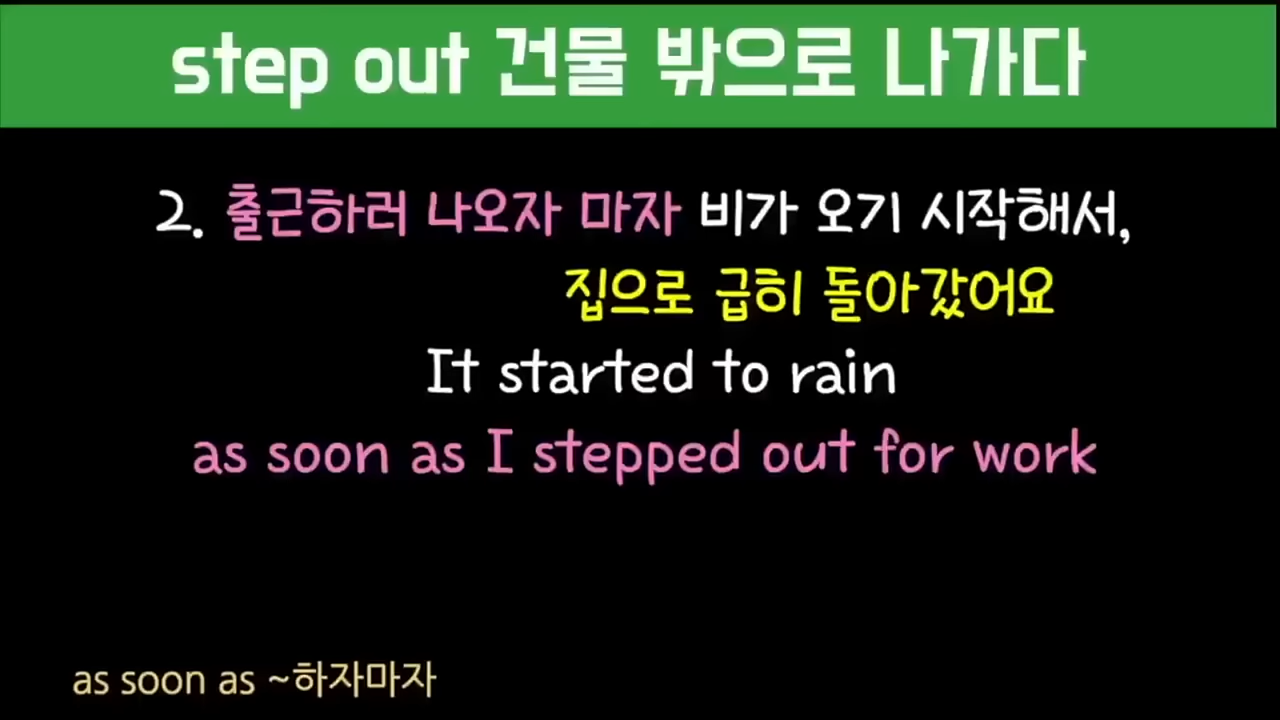 step out 건물 밖으로 나가다
2. 출근하러 나오자 마자 비가 오기 시작해서,
집으로 급히 돌아갔어요
It started to rain
as soon as I stepped out for work
as soon as ~하자마자